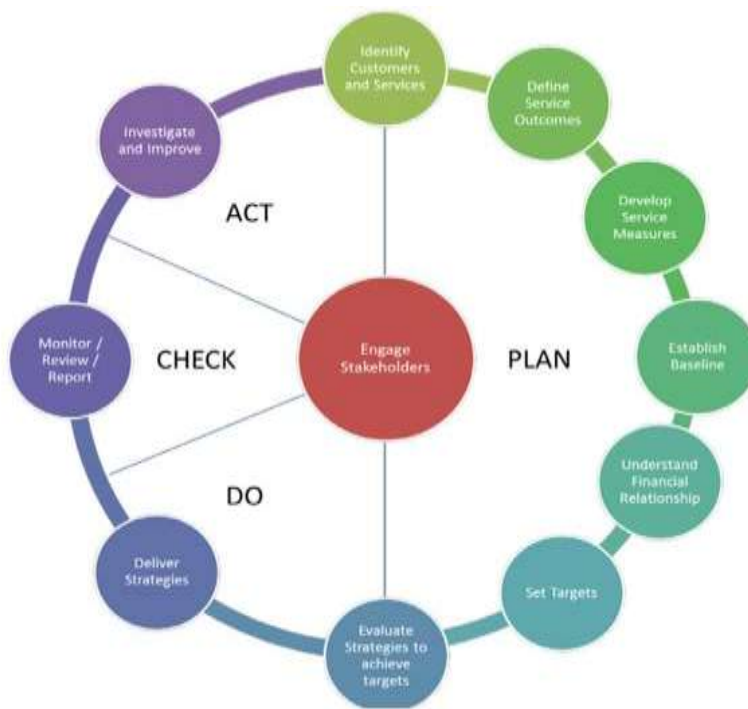 Identify
Customers
and Services
Define
Service
Outcomes
Develop
Service
Measures
Establish
Baseline
Understand
Financial
Relationship
Set Targets
Evaluate
Strategies to
achieve
targets
Deliver
Strategies
Monitor /
Review /
Report
Investigate
and Improve
ACT
CHECK
DO
PLAN
Engage
Stakeholders